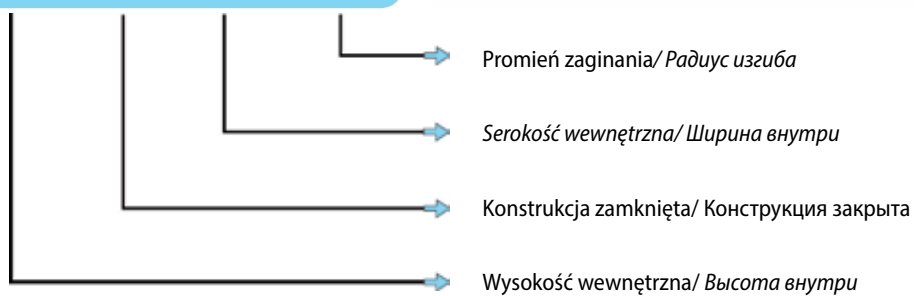 Promień zaginania/ Радиус изгиба
Serokość wewnętrzna/ Ширина внутри
Konstrukcja zamknięta/ Конструкция закрыта
Wysokość wewnętrzna/ Высота внутри